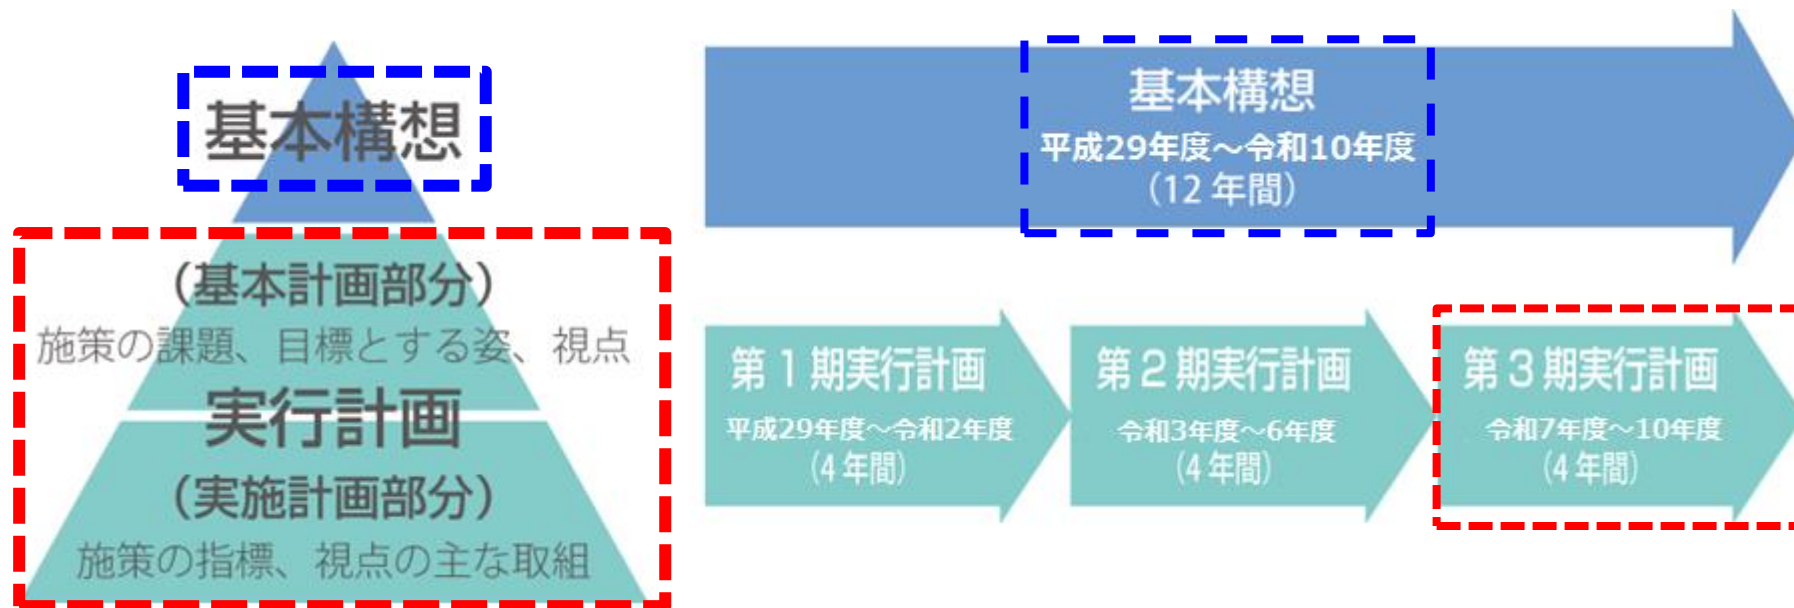 基本構想
（基本計画部分）
施策の課題、目標とする姿、視点
実行計画
（実施計画部分）
施策の指標、視点の主な取組
基本構想
平成29年度～令和10年度
（12 年間）
第１期実行計画
平成29年度～令和2年度
（4 年間）
第２期実行計画
令和3年度～6年度
（4 年間）
第３期実行計画
令和7年度～10年度
（4 年間）